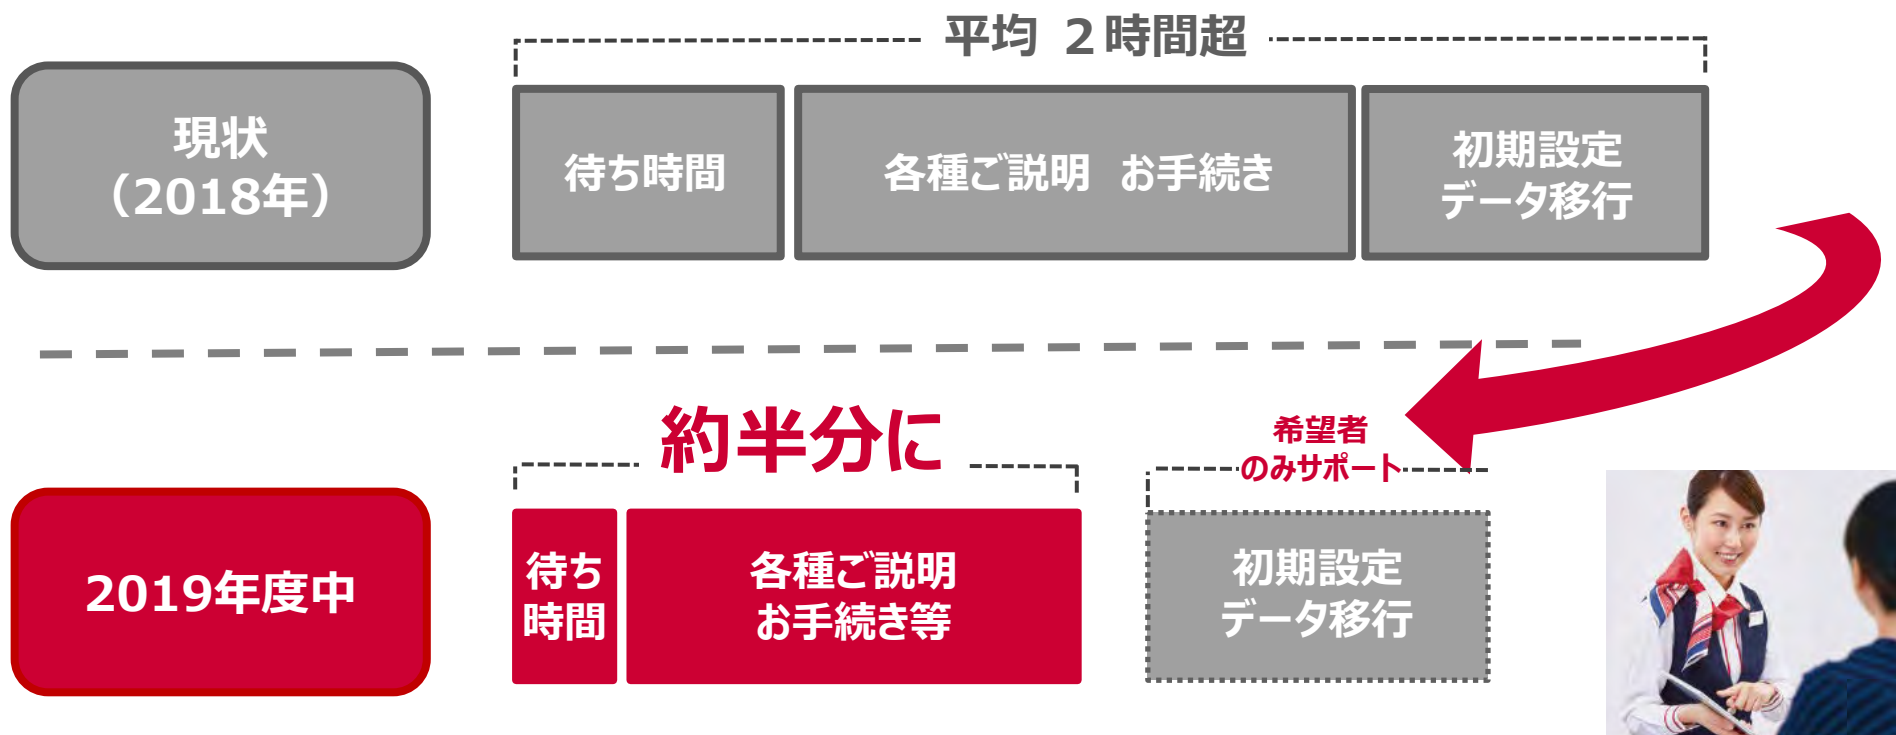 平均 2時間超
現状
（2018年）
待ち時間
各種ご説明　お手続き
初期設定
データ移行
約半分に
希望者
のみサポート
2019年度中
待ち
時間
各種ご説明
お手続き等
初期設定
データ移行